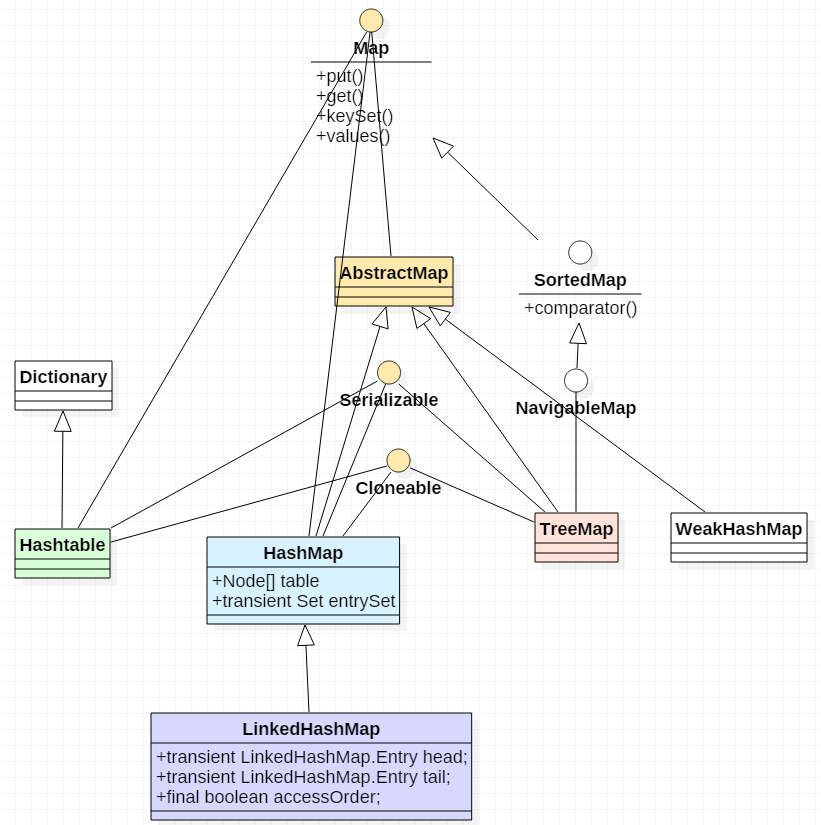 Map
+put()
+get()
+keySet()
+values()
AbstractMap
SortedMap
+comparator()
Dictionary
Serializable
NavigableMap
Cloneable
Hashtable
HashMap
+Node[] table
+transient Set entrySet
TreeMap
WeakHashMap
LinkedHashMap
+transient LinkedHashMap.Entry head;
+transient LinkedHashMap.Entry tail;
+final boolean accessOrder;